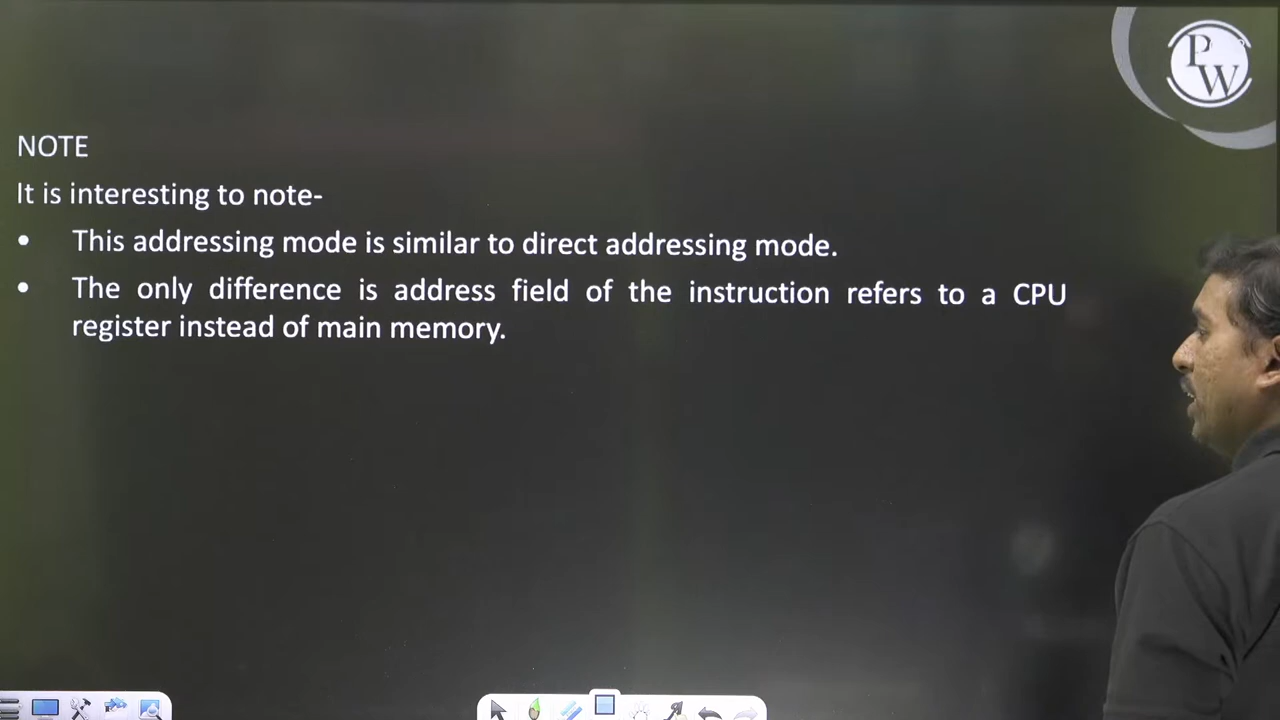 PW
NOTE
It is interesting to note-
• This addressing mode is similar to direct addressing mode.
• The only difference is address field of the instruction refers to a CPU
register instead of main memory.